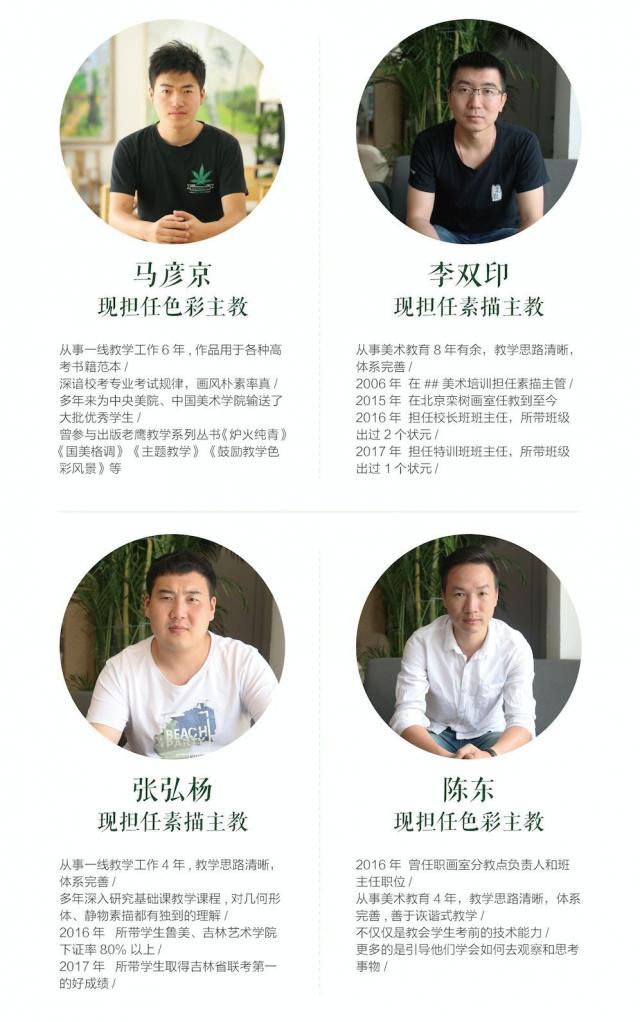 马彦京
现担任色彩主教
从事一线教学工作 6 年 , 作品用于各种高
考书籍范本 /
深谙校考专业考试规律，画风朴素率真 /
多年来为中央美院、中国美术学院输送了
大批优秀学生 /
曾参与出版老鹰教学系列丛书《炉火纯青》
《国美格调》《主题教学》《鼓励教学色
彩风景》等
李双印
现担任素描主教
从事美术教育 8 年有余，教学思路清晰，
体系完善 /
2006 年 在 ## 美术培训担任素描主管 /
2015 年 在北京栾树画室任教到至今
2016 年 担任校长班班主任，所带班级
出过 2 个状元 /
2017 年 担任特训班班主任，所带班级
出过 1 个状元 /
BEACH
PARTY
张弘杨
现担任素描主教
从事一线教学工作 4 年 , 教学思路清晰，
体系完善 /
多年深入研究基础课教学课程 , 对几何形
体、静物素描都有独到的理解 /
2016 年 所带学生鲁美、吉林艺术学院
下证率 80% 以上 /
2017 年 所带学生取得吉林省联考第一
的好成绩 /
陈东
现担任色彩主教
2016 年 曾任职画室分教点负责人和班
主任职位 /
从事美术教育 4 年，教学思路清晰，体系
完善 , 善于诙谐式教学 /
不仅仅是教会学生考前的技术能力 /
更多的是引导他们学会如何去观察和思考
事物 /